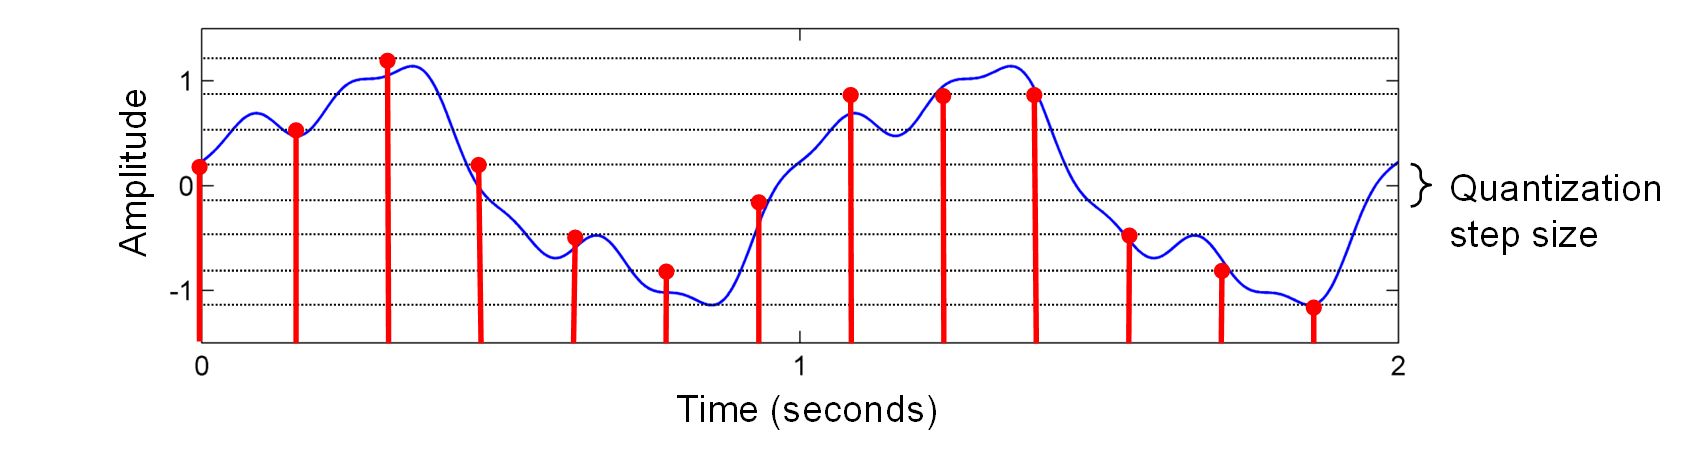 Amplitude
1
0
-1
0
1
2
Time (seconds)
Quantization
step size